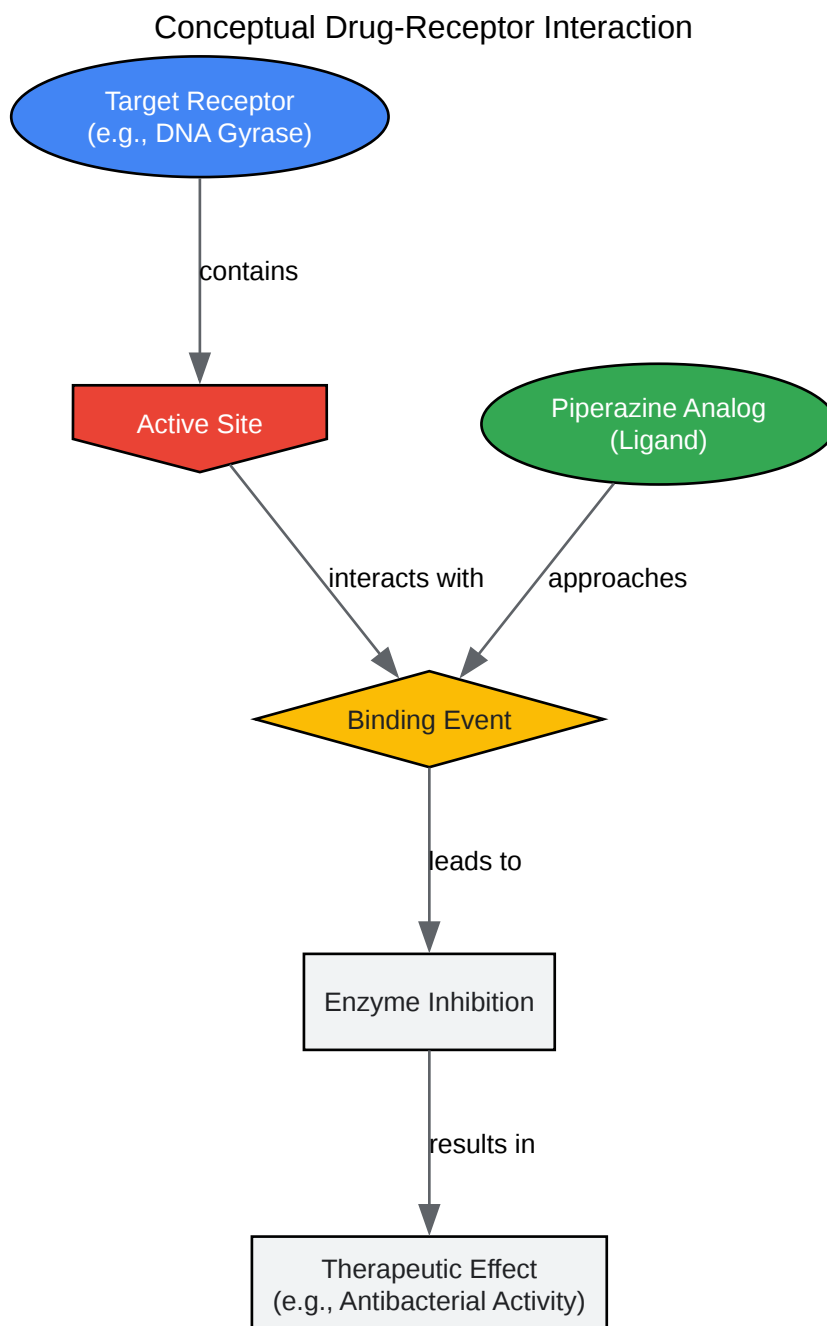 Conceptual Drug-Receptor Interaction
Target Receptor
(e.g., DNA Gyrase)
contains
Active Site
Piperazine Analog
(Ligand)
interacts with
approaches
Binding Event
leads to
Enzyme Inhibition
results in
Therapeutic Effect
(e.g., Antibacterial Activity)